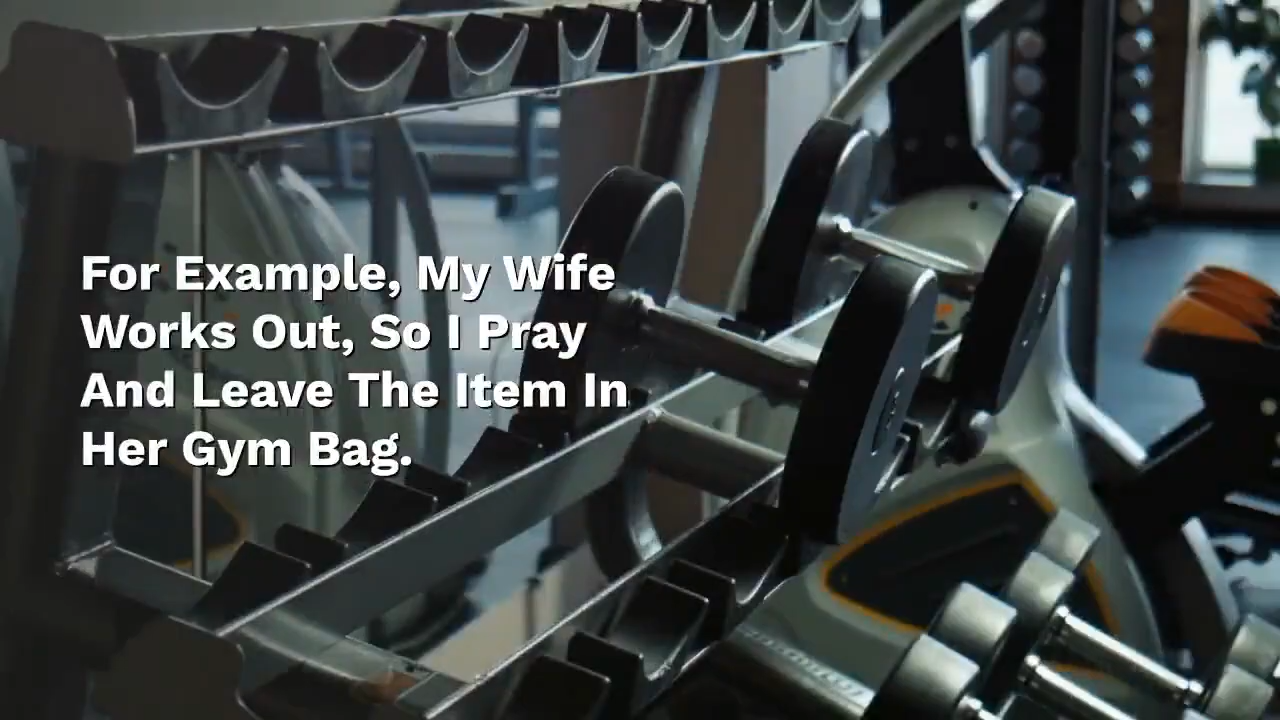 For Example, My Wife
Works Out, So I Pray
And Leave The Item In
Her Gym Bag.